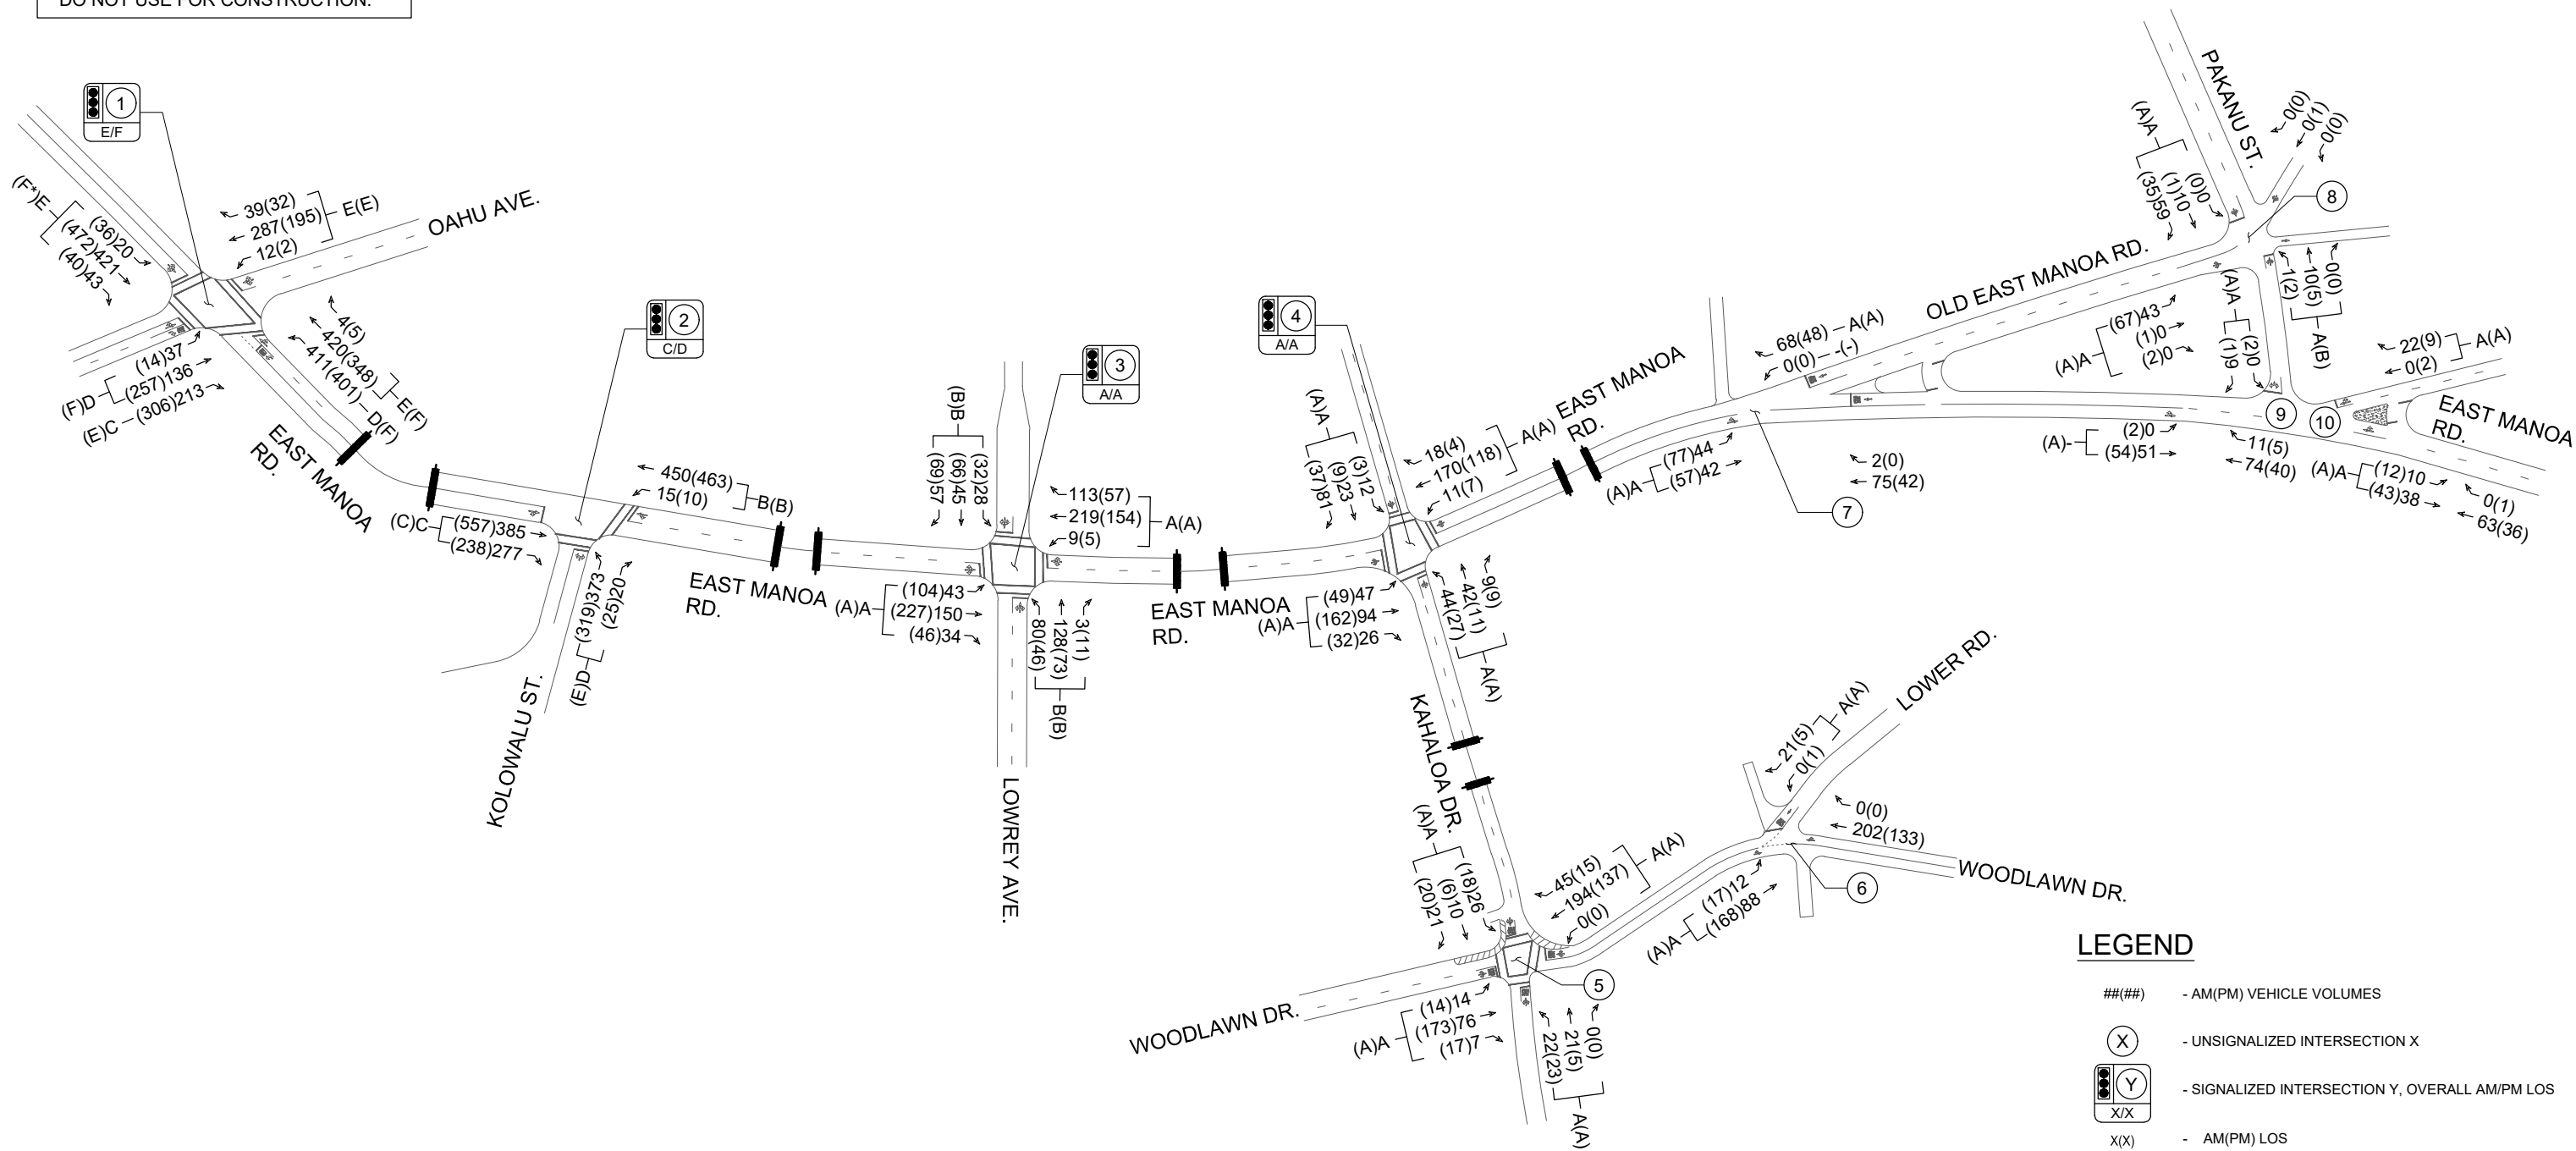 DO NOT USE FOR CONSTRUCTION.
1
E/F
39(32)
287(195)
12(2)
E(E)
OAHU AVE.
(F*)E
(36)20
(472)421
(40)43
4(5)
420(348)
411(401)
E(F)
D(F)
(14)37
(257)136
(306)213
(F)D
(E)C
EAST MANOA
RD.
2
C/D
450(463)
15(10)
B(B)
(C)C
(557)385
(238)277
(319)373
(25)20
(E)D
KOLOWALU ST.
EAST MANOA
RD.
3
A/A
(B)B
(69)57
(66)45
(32)28
113(57)
219(154)
9(5)
A(A)
(A)A
(104)43
(227)150
(46)34
80(46)
128(73)
3(11)
B(B)
LOWREY AVE.
EAST MANOA
RD.
4
A/A
(A)A
(37)81
(9)23
(3)12
18(4)
170(118)
11(7)
A(A)
(A)A
(49)47
(162)94
(32)26
44(27)
42(11)
9(9)
A(A)
KAHALOA DR.
EAST MANOA
RD.
68(48)
A(A)
0(0)
-(-)
(A)A
(77)44
(57)42
2(0)
75(42)
7
OLD EAST MANOA RD.
PAKANU ST.
(A)A
(35)59
(1)10
(0)0
0(0)
0(1)
0(0)
8
(A)A
(67)43
(1)0
(2)0
1(2)
10(5)
0(0)
A(B)
(A)A
(1)9
(2)0
22(9)
0(2)
A(A)
9
10
EAST MANOA
RD.
(A)-
(2)0
(54)51
11(5)
74(40)
(A)A
(12)10
(43)38
0(1)
63(36)
LOWER RD.
21(5)
0(1)
A(A)
0(0)
202(133)
WOODLAWN DR.
6
(A)A
(17)12
(168)88
(A)A
(20)21
(6)10
(18)26
45(15)
194(137)
0(0)
A(A)
5
WOODLAWN DR.
(A)A
(14)14
(173)76
(17)7
22(23)
21(5)
0(0)
A(A)
LEGEND
##(##) - AM(PM) VEHICLE VOLUMES
X - UNSIGNALIZED INTERSECTION X
Y
X/X - SIGNALIZED INTERSECTION Y, OVERALL AM/PM LOS
X(X) - AM(PM) LOS